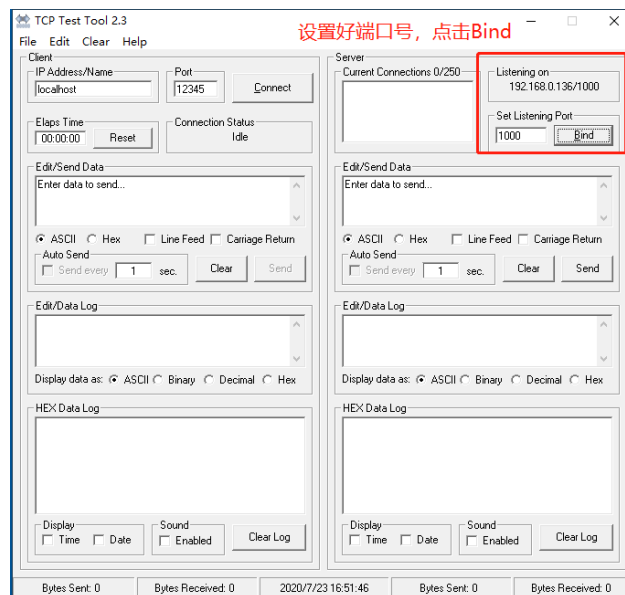 TCP Test Tool 2.3
设置好端口号，点击Bind
File Edit Clear Help
Client
IP Address/Name
Port
localhost
12345
Connect
Elaps Time
Connection Status
00:00:00
Reset
Idle
Edit/Send Data
Enter data to send...
ASCII Hex Line Feed Carriage Return
Auto Send
Send every 1 sec.
Clear
Send
Edit/Data Log
Display data as: ASCII Binary Decimal Hex
HEX Data Log
Display
Sound
Time Date
Enabled
Clear Log
Server
Current Connections 0/250
Listening on
192.168.0.136/1000
Set Listening Port
1000
Bind
Edit/Send Data
Enter data to send...
ASCII Hex Line Feed Carriage Return
Auto Send
Send every 1 sec.
Clear
Send
Edit/Data Log
Display data as: ASCII Binary Decimal Hex
HEX Data Log
Display
Sound
Time Date
Enabled
Clear Log
Bytes Sent: 0 Bytes Received: 0 2020/7/23 16:51:46 Bytes Sent: 0 Bytes Received: 0